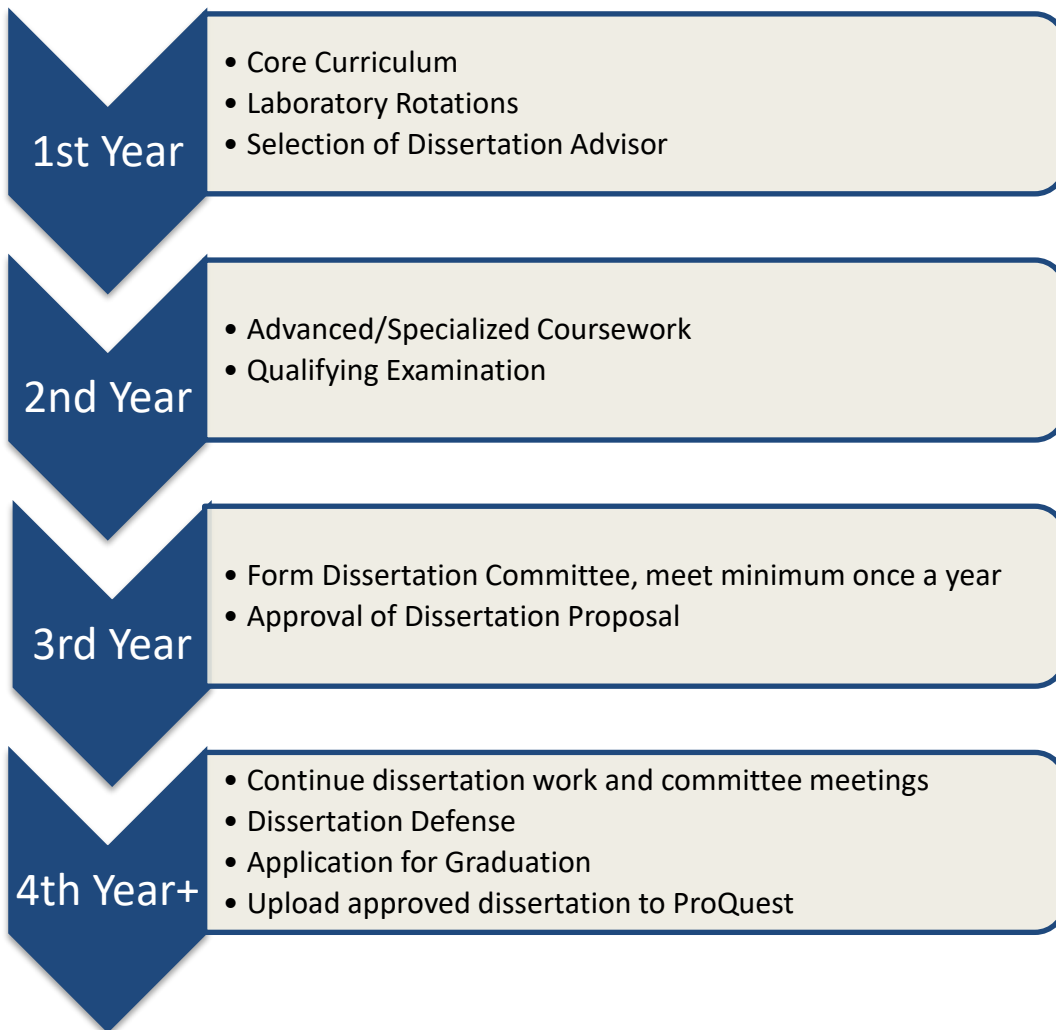 1st Year
• Core Curriculum
• Laboratory Rotations
• Selection of Dissertation Advisor
2nd Year
• Advanced/Specialized Coursework
• Qualifying Examination
3rd Year
• Form Dissertation Committee, meet minimum once a year
• Approval of Dissertation Proposal
4th Year+
• Continue dissertation work and committee meetings
• Dissertation Defense
• Application for Graduation
• Upload approved dissertation to ProQuest